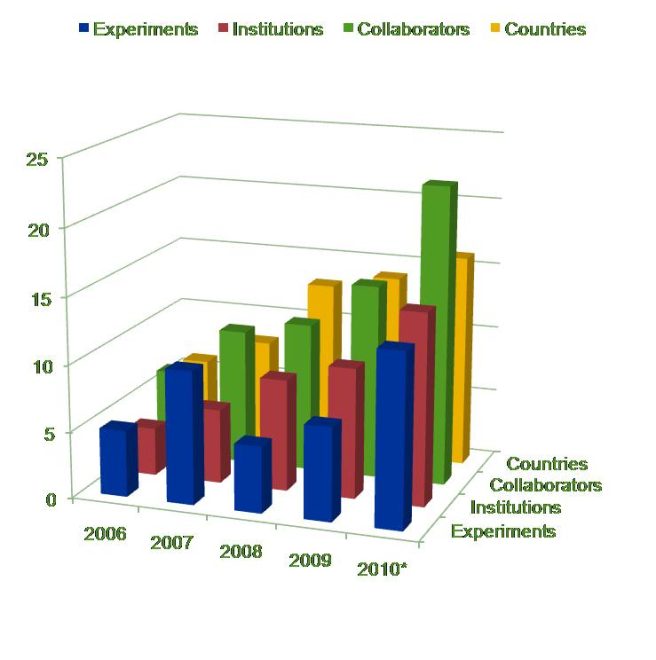 Experiments Institutions Collaborators Countries
25
20
15
10
5
0
2006
2007
2008
2009
2010*
Countries
Collaborators
Institutions
Experiments